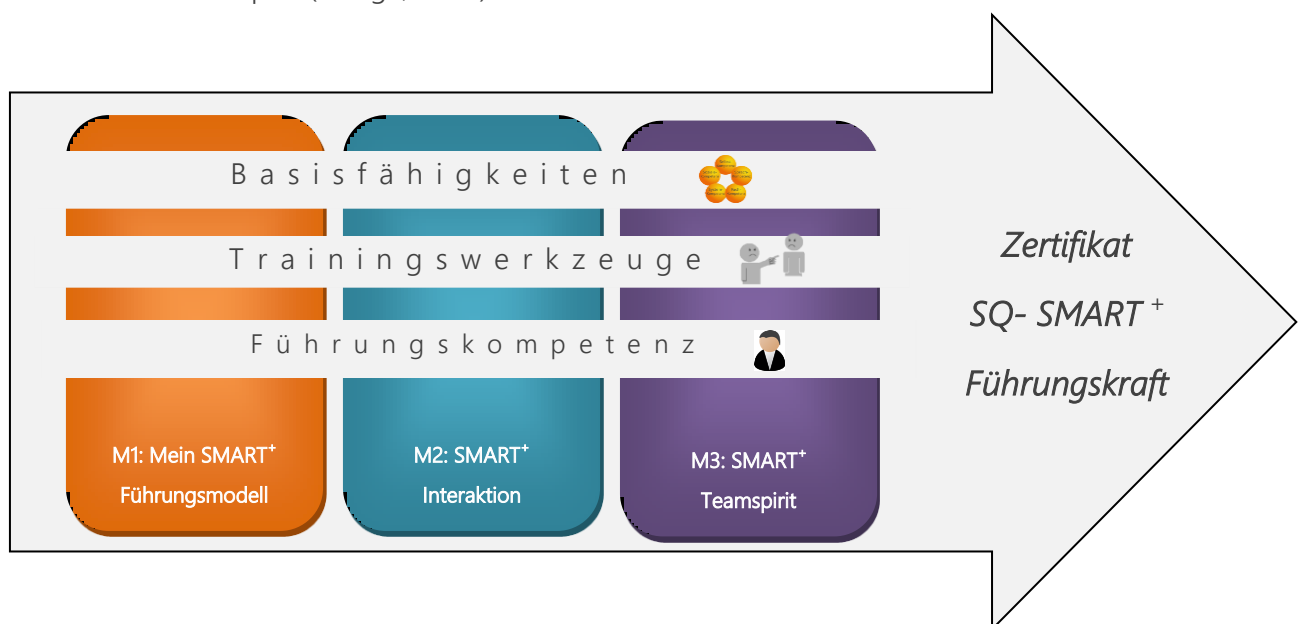 Basisfähigkeiten
Trainingswerkzeuge
Führungskompetenz
M1: Mein SMART⁺
Führungsmodell
M2: SMART⁺
Interaktion
M3: SMART⁺
Teamspirit
Zertifikat
SQ- SMART ⁺
Führungskraft